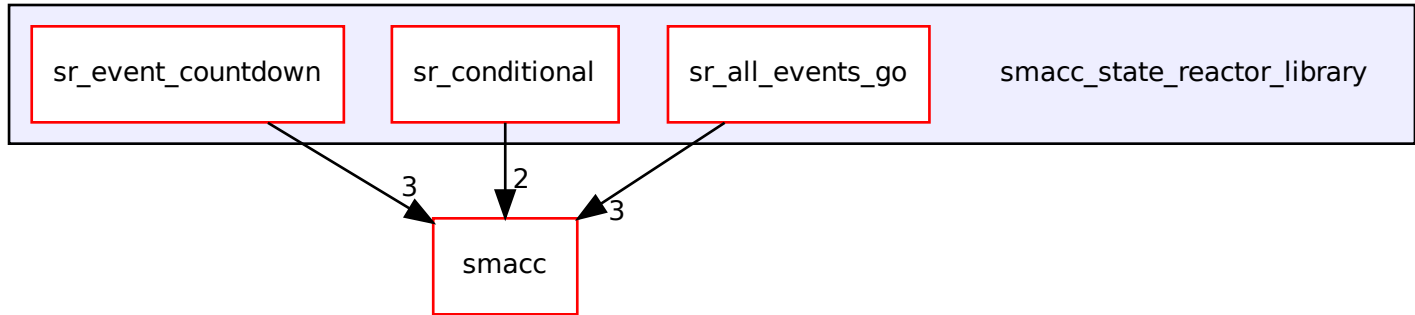 sr_event_countdown
sr_conditional
sr_all_events_go
smacc_state_reactor_library
3
2
3
smacc